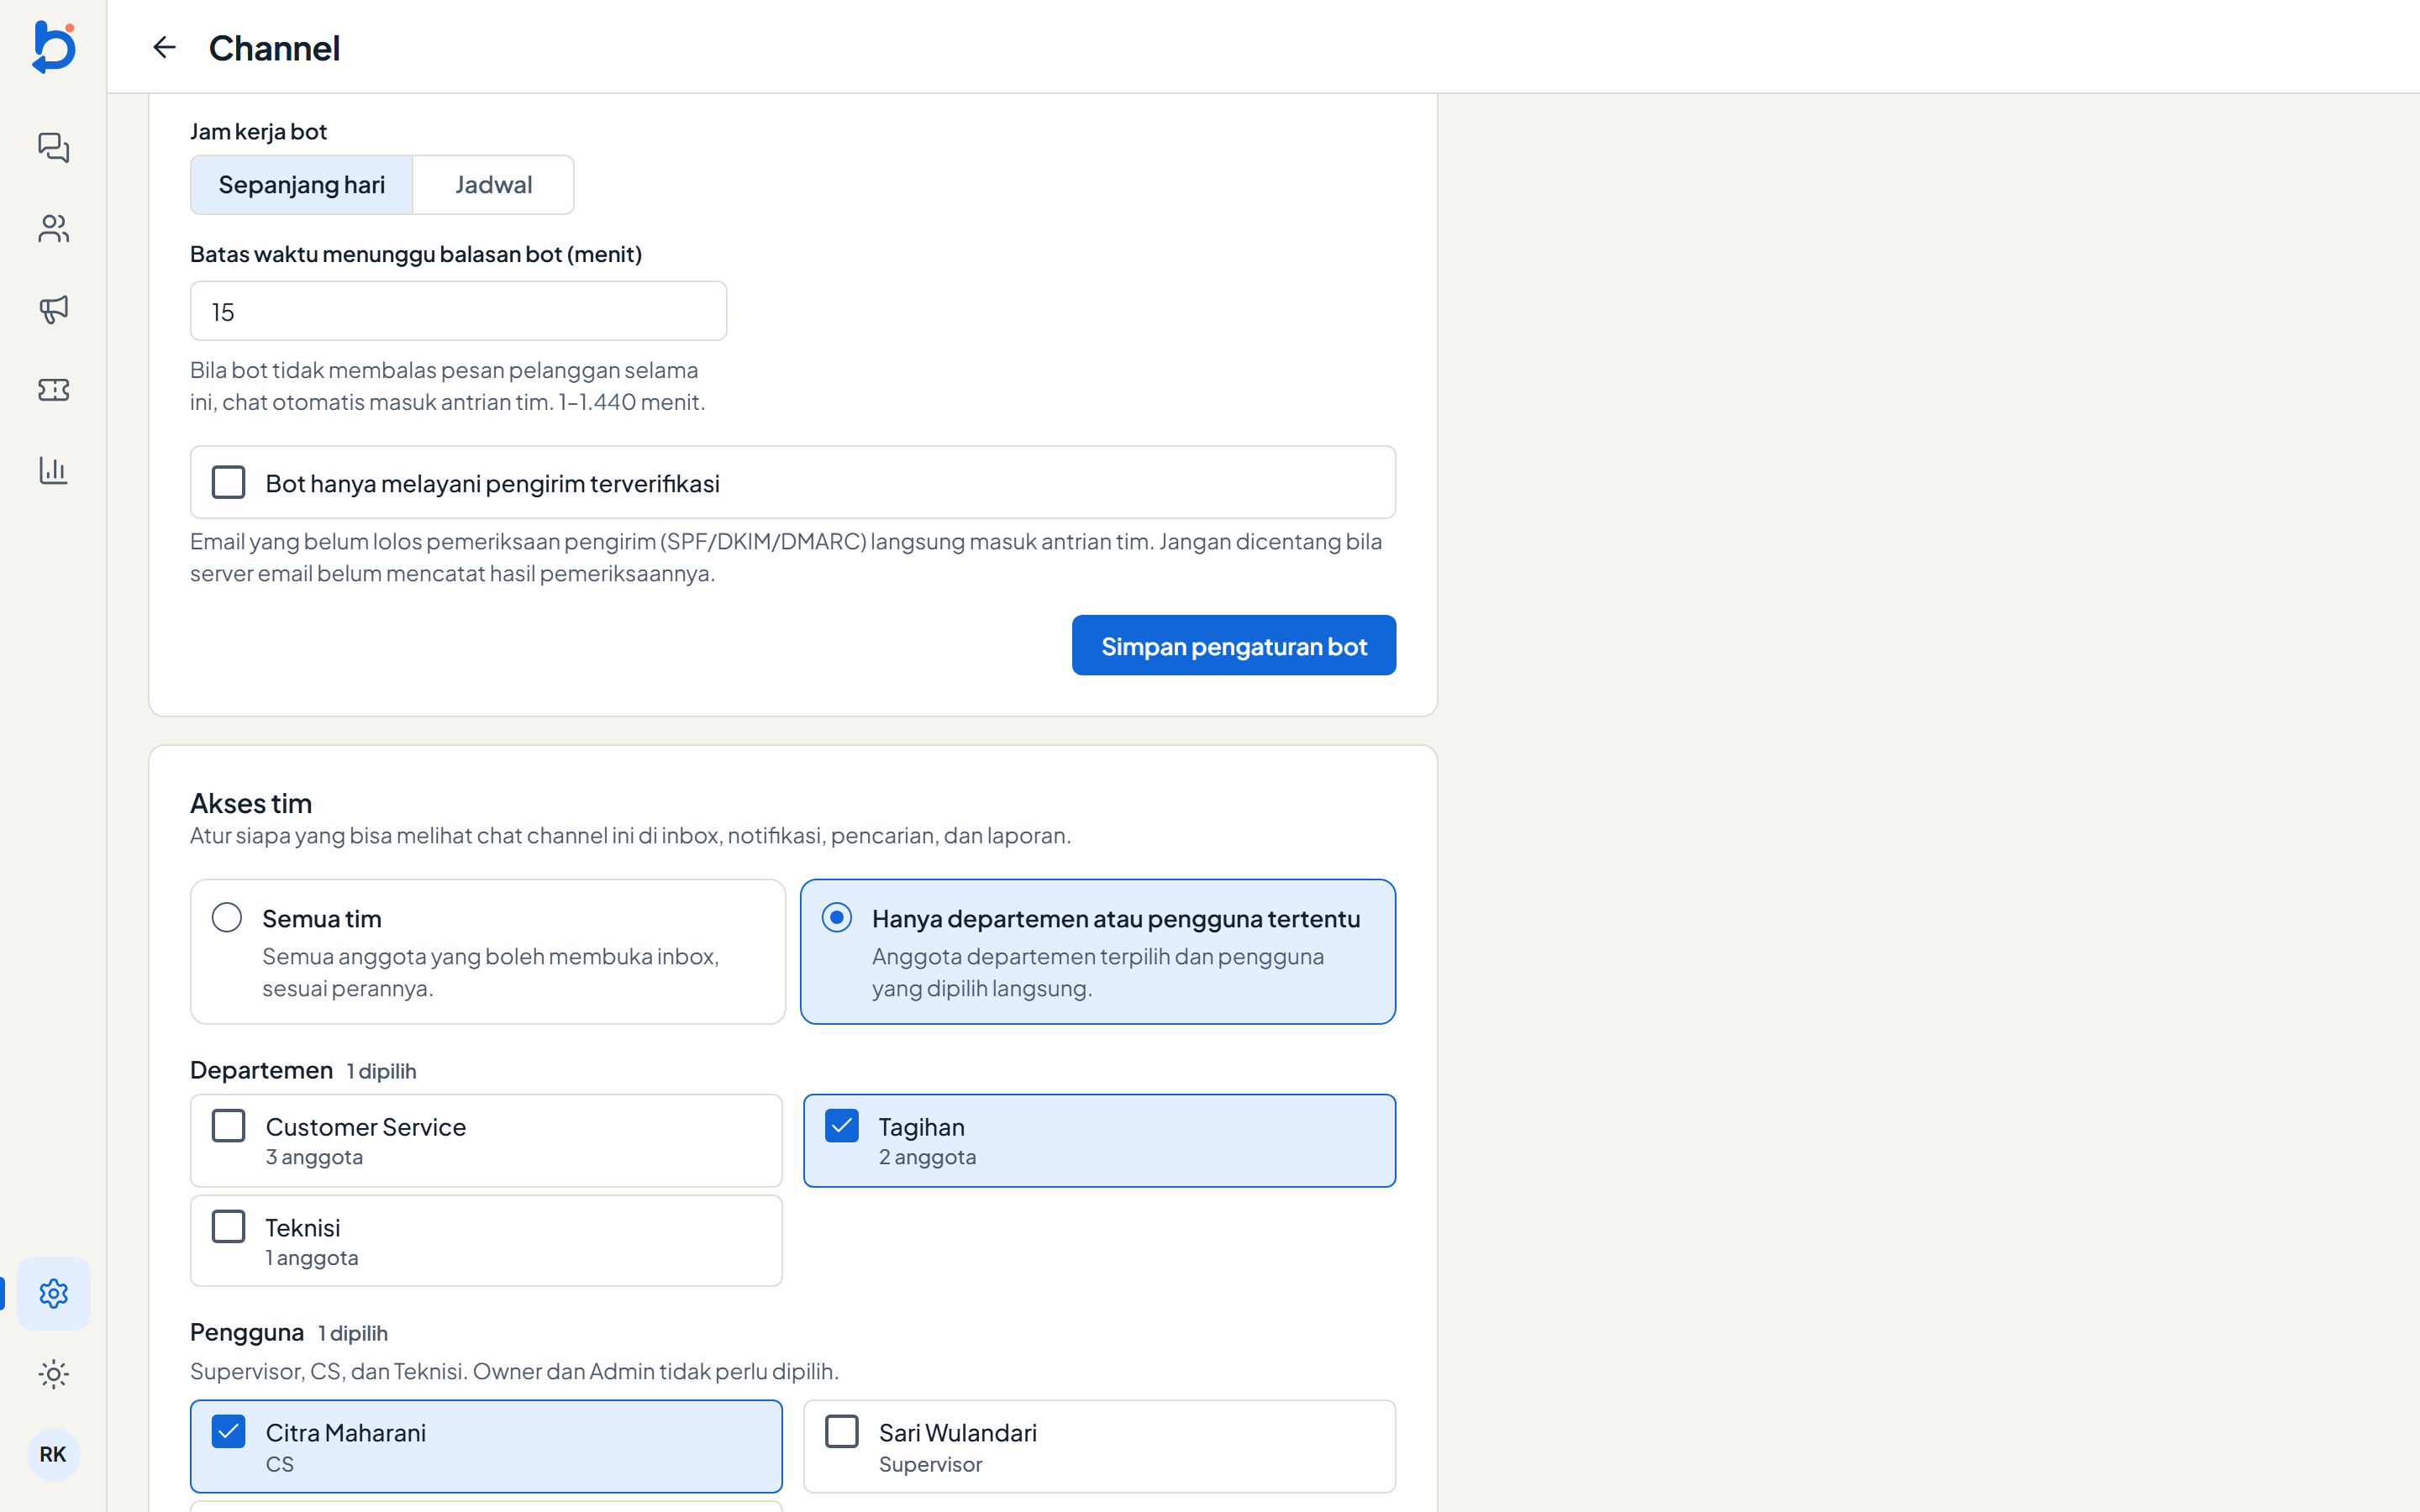 Channel
Jam kerja bot
Sepanjang hari
Jadwal
Batas waktu menunggu balasan bot (menit)
15
Bila bot tidak membalas pesan pelanggan selama
ini, chat otomatis masuk antrian tim. 1–1.440 menit.
Bot hanya melayani pengirim terverifikasi
Email yang belum lolos pemeriksaan pengirim (SPF/DKIM/DMARC) langsung masuk antrian tim. Jangan dicentang bila
server email belum mencatat hasil pemeriksaannya.
Simpan pengaturan bot
Akses tim
Atur siapa yang bisa melihat chat channel ini di inbox, notifikasi, pencarian, dan laporan.
Semua tim
Semua anggota yang boleh membuka inbox,
sesuai perannya.
Hanya departemen atau pengguna tertentu
Anggota departemen terpilih dan pengguna
yang dipilih langsung.
Departemen 1 dipilih
Customer Service
3 anggota
Tagihan
2 anggota
Teknisi
1 anggota
Pengguna 1 dipilih
Supervisor, CS, dan Teknisi. Owner dan Admin tidak perlu dipilih.
Citra Maharani
CS
Sari Wulandari
Supervisor
RK